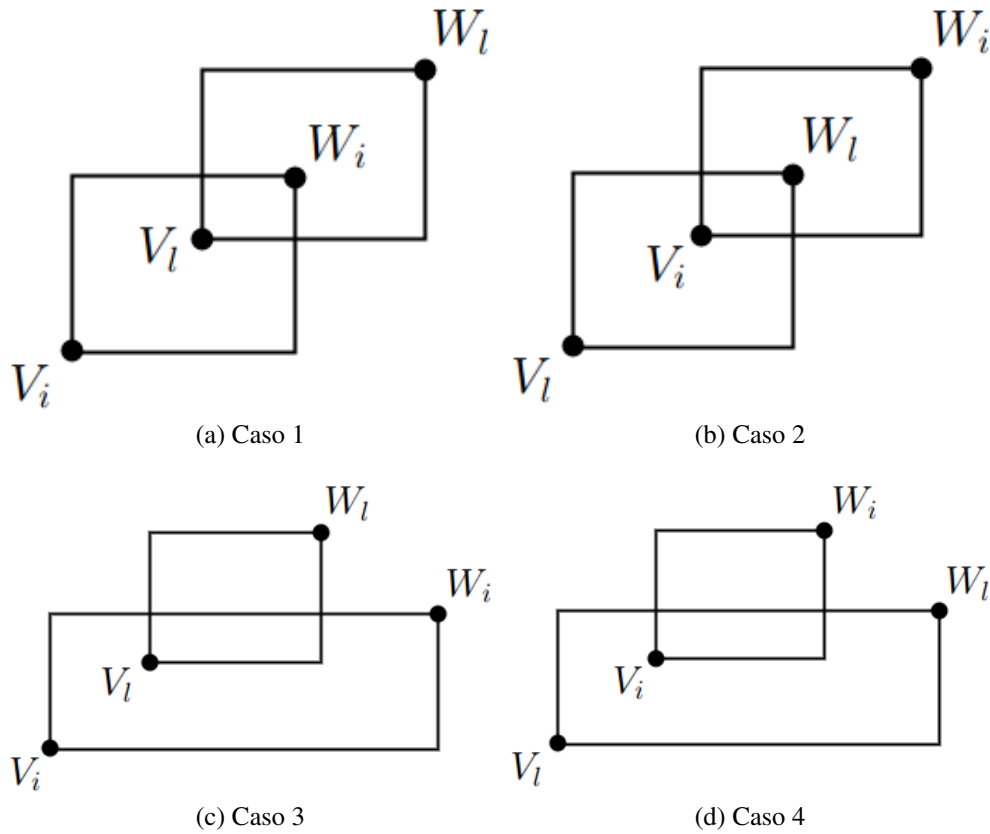 W_l
W_i
W_i
W_l
V_l
V_i
V_i
V_l
(a) Caso 1
(b) Caso 2
W_l
W_i
W_i
W_l
V_l
V_i
V_i
V_l
(c) Caso 3
(d) Caso 4